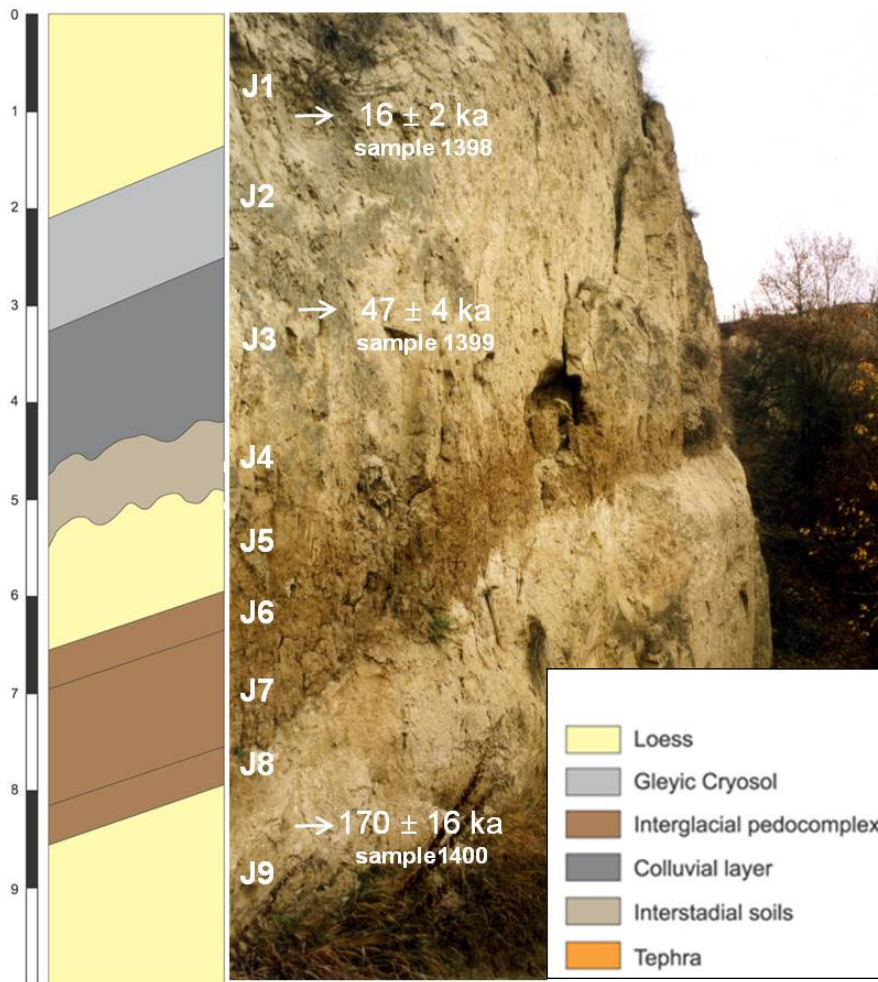 0
1
2
3
4
5
6
7
8
9
J1
→ 16 ± 2 ka
sample 1398
J2
→ 47 ± 4 ka
sample 1399
J3
J4
J5
J6
J7
J8
→ 170 ± 16 ka
sample1400
J9
Loess
Gleyic Cryosol
Interglacial pedocomplex
Colluvial layer
Interstadial soils
Tephra